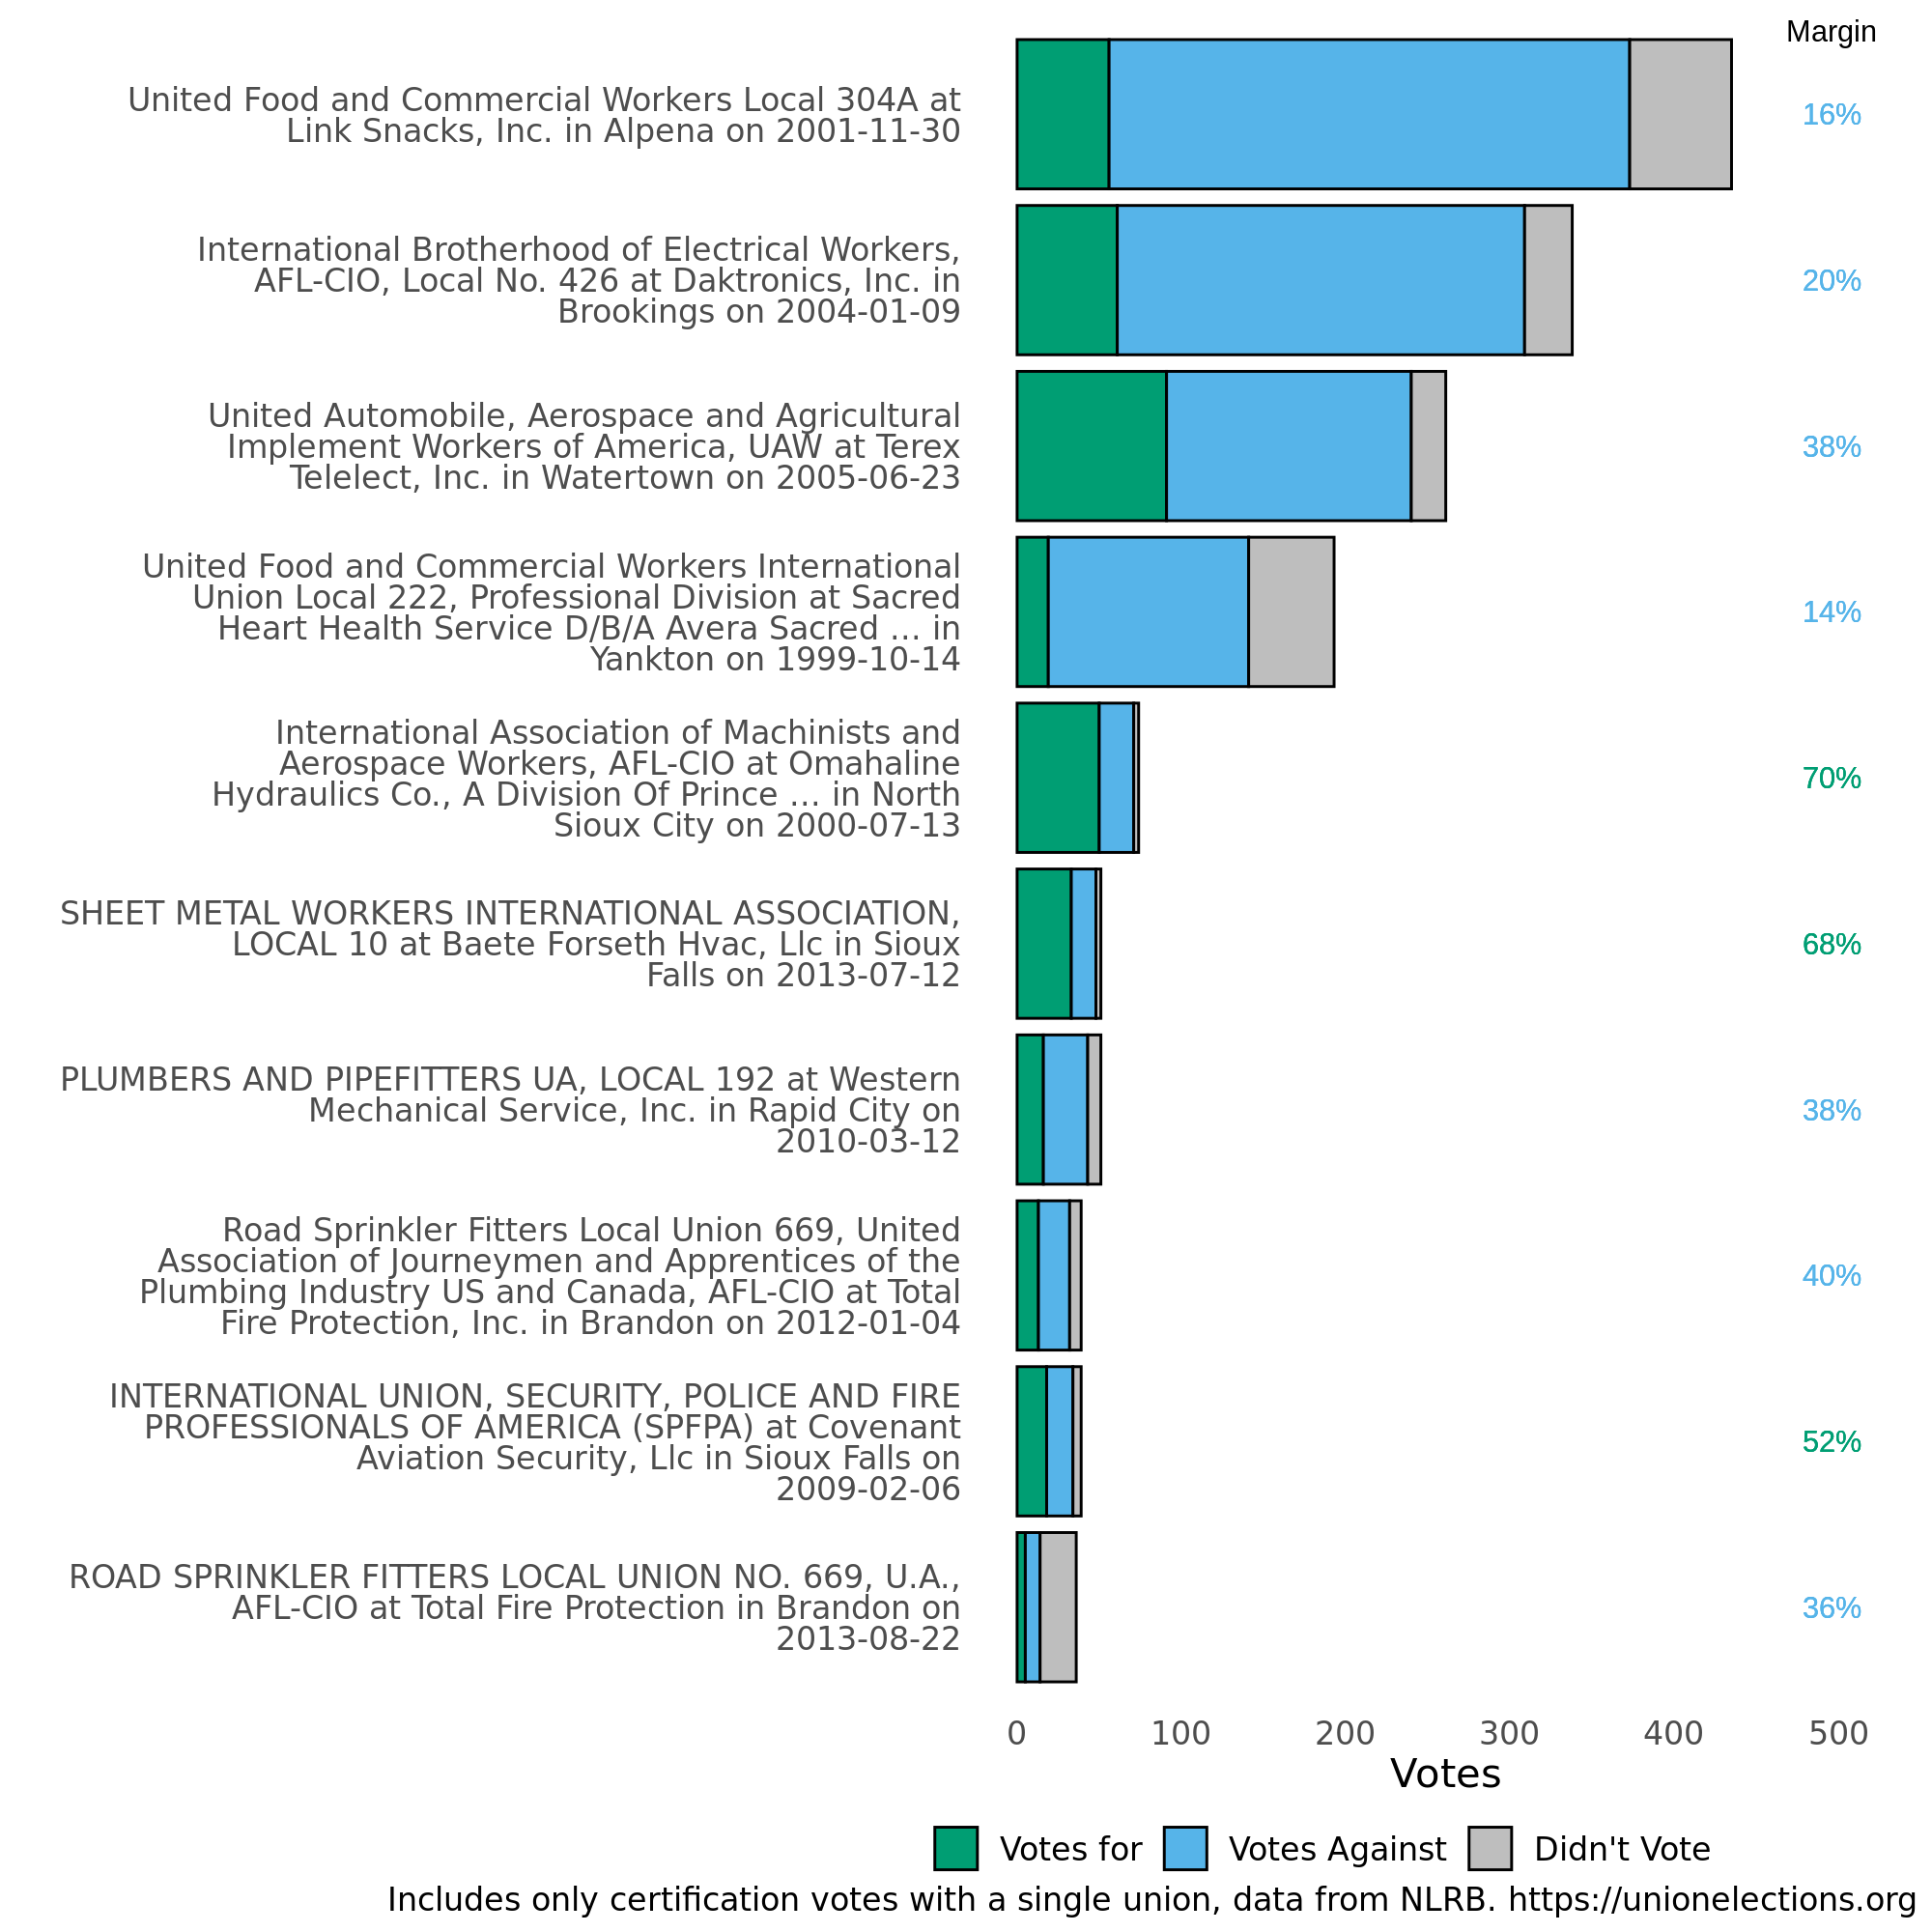 Margin
United Food and Commercial Workers Local 304A at
Link Snacks, Inc. in Alpena on 2001-11-30
16%
International Brotherhood of Electrical Workers,
AFL-CIO, Local No. 426 at Daktronics, Inc. in
Brookings on 2004-01-09
20%
United Automobile, Aerospace and Agricultural
Implement Workers of America, UAW at Terex
Telelect, Inc. in Watertown on 2005-06-23
38%
United Food and Commercial Workers International
Union Local 222, Professional Division at Sacred
Heart Health Service D/B/A Avera Sacred ... in
Yankton on 1999-10-14
14%
International Association of Machinists and
Aerospace Workers, AFL-CIO at Omahaline
Hydraulics Co., A Division Of Prince ... in North
Sioux City on 2000-07-13
70%
SHEET METAL WORKERS INTERNATIONAL ASSOCIATION,
LOCAL 10 at Baete Forseth Hvac, Llc in Sioux
Falls on 2013-07-12
68%
PLUMBERS AND PIPEFITTERS UA, LOCAL 192 at Western
Mechanical Service, Inc. in Rapid City on
2010-03-12
38%
Road Sprinkler Fitters Local Union 669, United
Association of Journeymen and Apprentices of the
Plumbing Industry US and Canada, AFL-CIO at Total
Fire Protection, Inc. in Brandon on 2012-01-04
40%
INTERNATIONAL UNION, SECURITY, POLICE AND FIRE
PROFESSIONALS OF AMERICA (SPFPA) at Covenant
Aviation Security, Llc in Sioux Falls on
2009-02-06
52%
ROAD SPRINKLER FITTERS LOCAL UNION NO. 669, U.A.,
AFL-CIO at Total Fire Protection in Brandon on
2013-08-22
36%
0 100 200 300 400 500
Votes
Votes for Votes Against Didn't Vote
Includes only certification votes with a single union, data from NLRB. https://unionelections.org